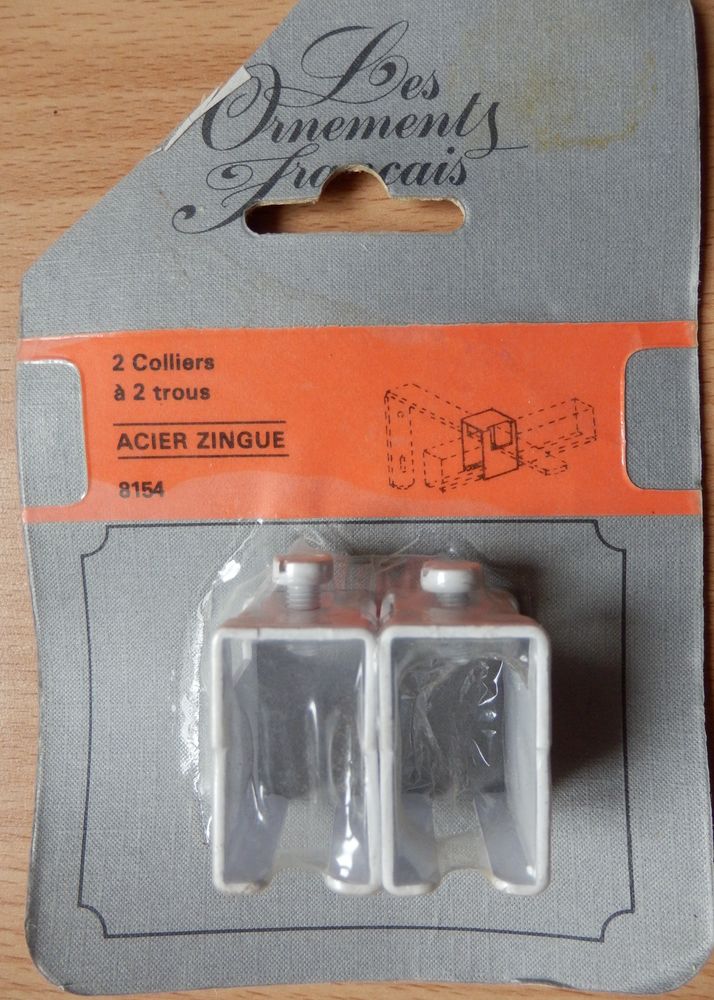 Les
Ornements
Français
2 Colliers
à 2 trous
ACIER ZINGUE
8154